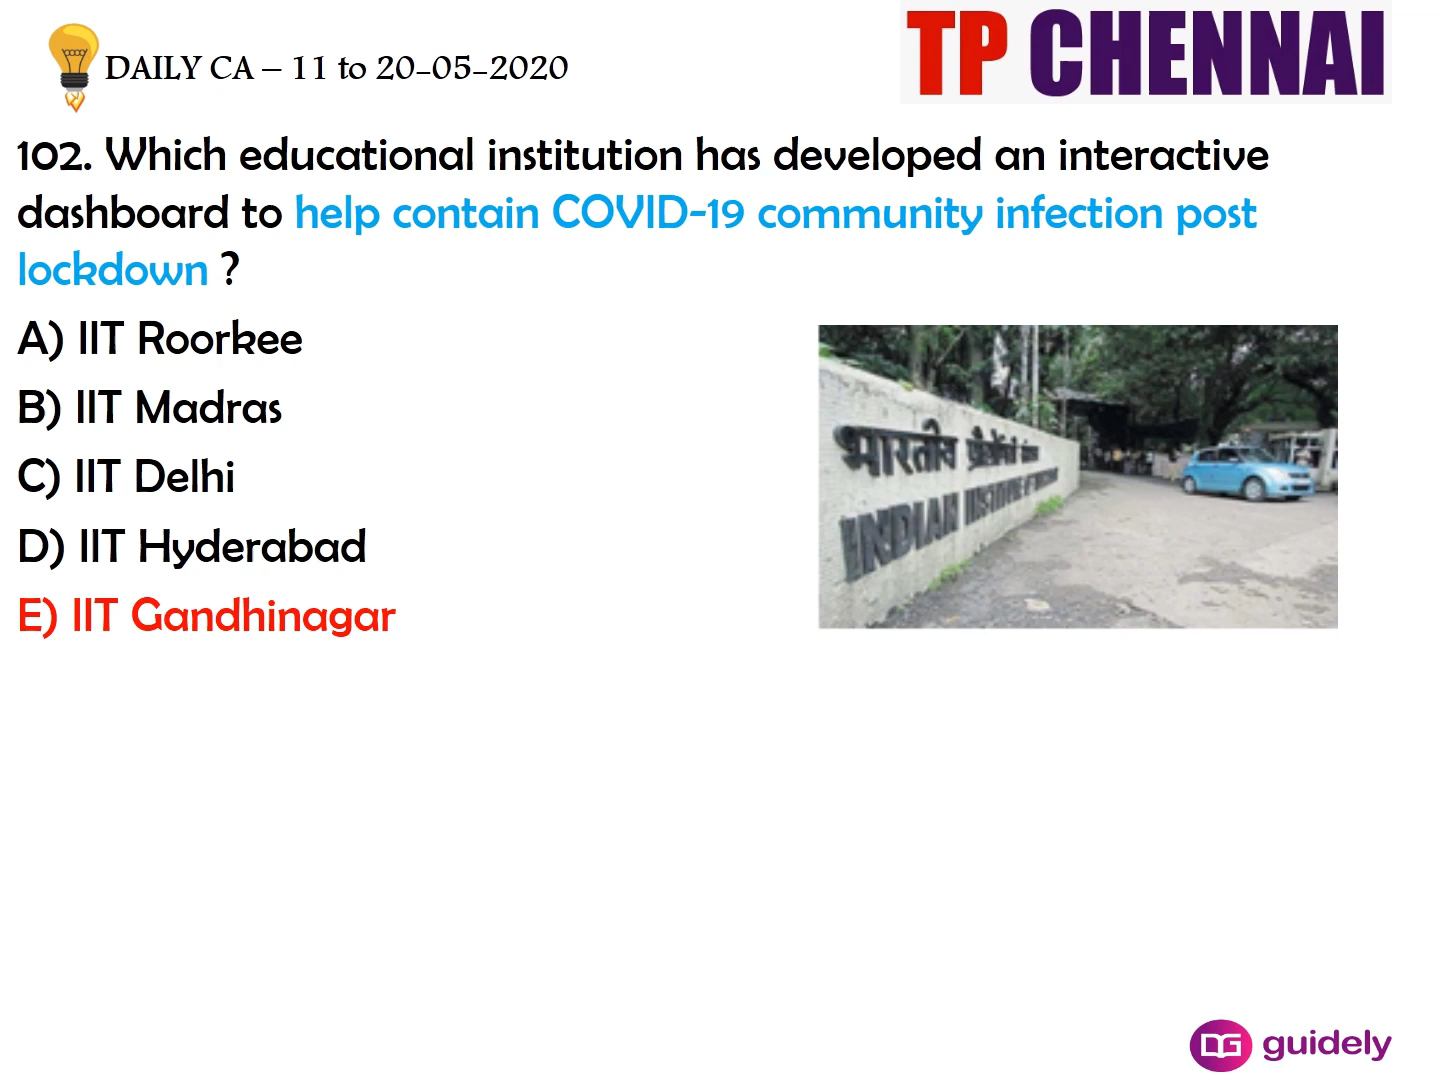 DAILY CA – 11 to 20-05-2020
TP CHENNAI
102. Which educational institution has developed an interactive
dashboard to help contain COVID-19 community infection post
lockdown ?
A) IIT Roorkee
B) IIT Madras
C) IIT Delhi
D) IIT Hyderabad
E) IIT Gandhinagar
भारतीय
INDIAN INSTITUTE OF
guidely